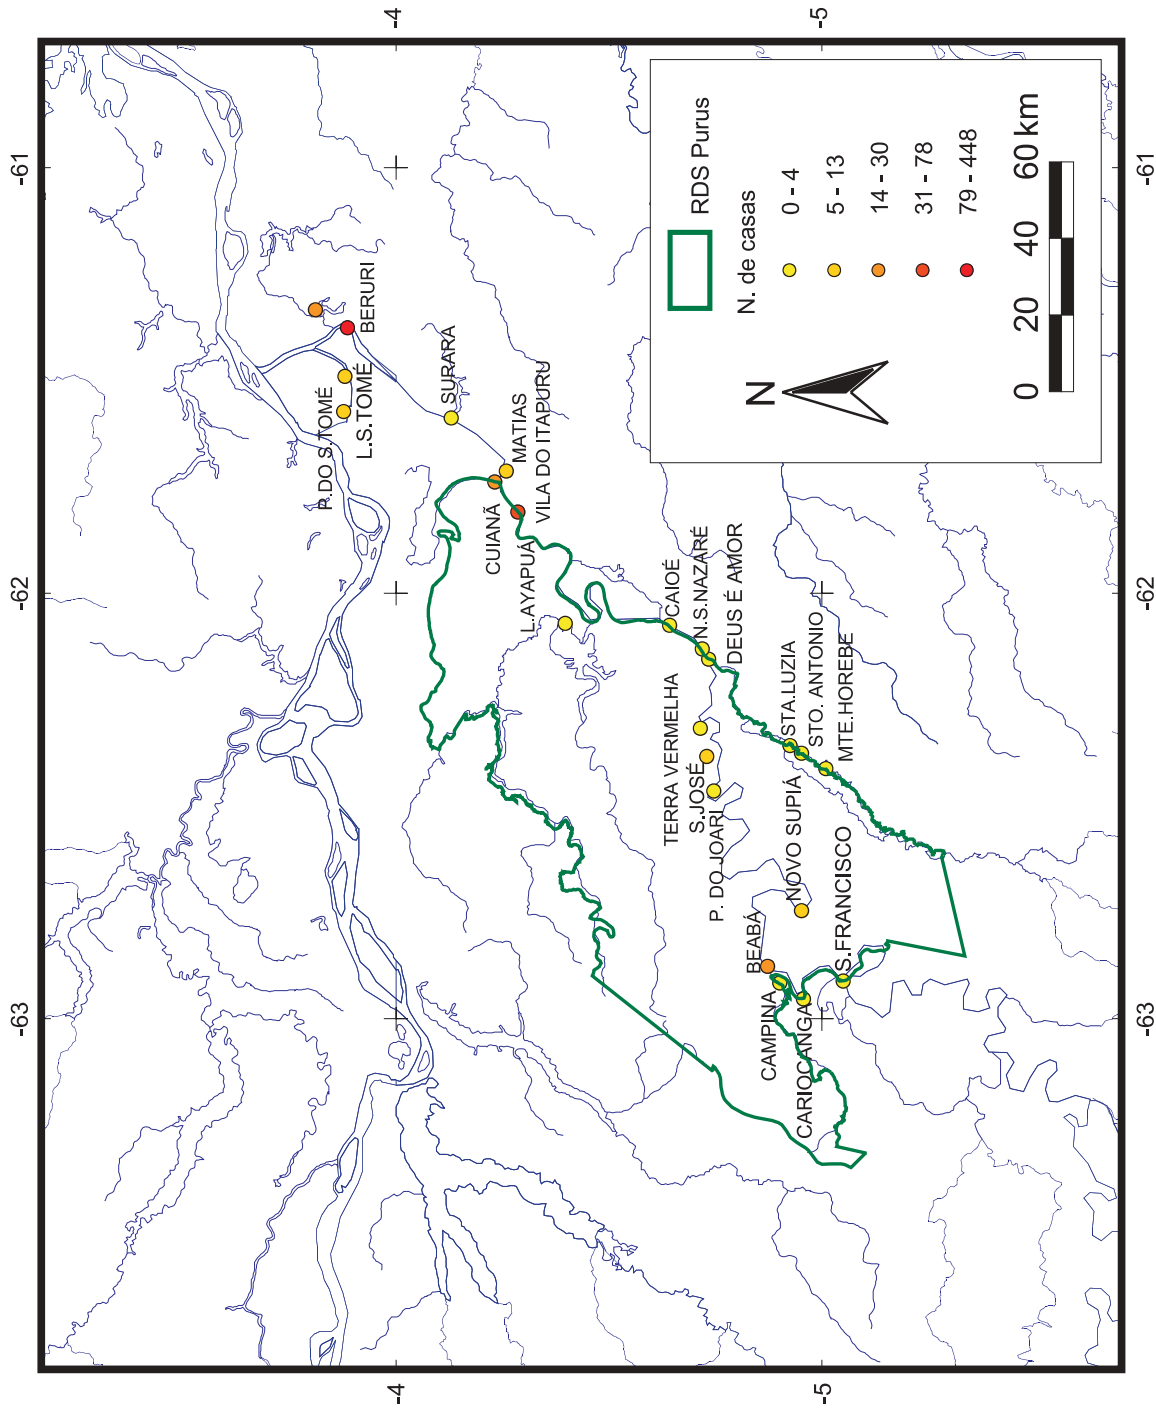 -4
-5
-61
-62
-63
-61
-62
-63
-4
-5
P.DO S.TOMÉ
L.S.TOMÉ
BERURI
SURARA
MATIAS
VILA DO ITAPURU
CUIANÃ
L.AYAPUÁ
CAIOÉ
N.S.NAZARÉ
DEUS É AMOR
TERRA VERMELHA
S.JOSÉ
P. DO JOARI
STA.LUZIA
STO. ANTONIO
MTE.HOREBE
NOVO SUPIÁ
S.FRANCISCO
BEABÁ
CAMPINA
CARIOCANGA
RDS Purus
N. de casas
0 - 4
5 - 13
14 - 30
31 - 78
79 - 448
N
0 20 40 60 km